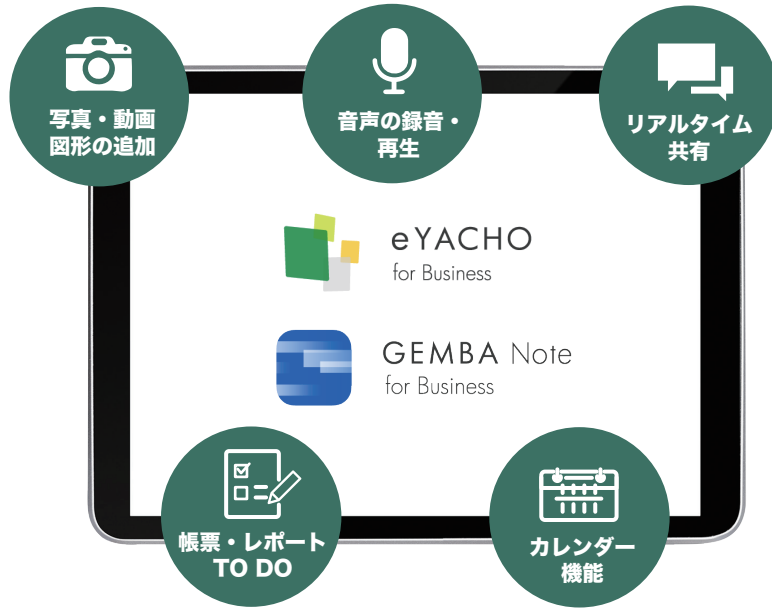 写真・動画
図形の追加
音声の録音・
再生
リアルタイム
共有
eYACHO
for Business
GEMBA Note
for Business
帳票・レポート
TO DO
カレンダー
機能